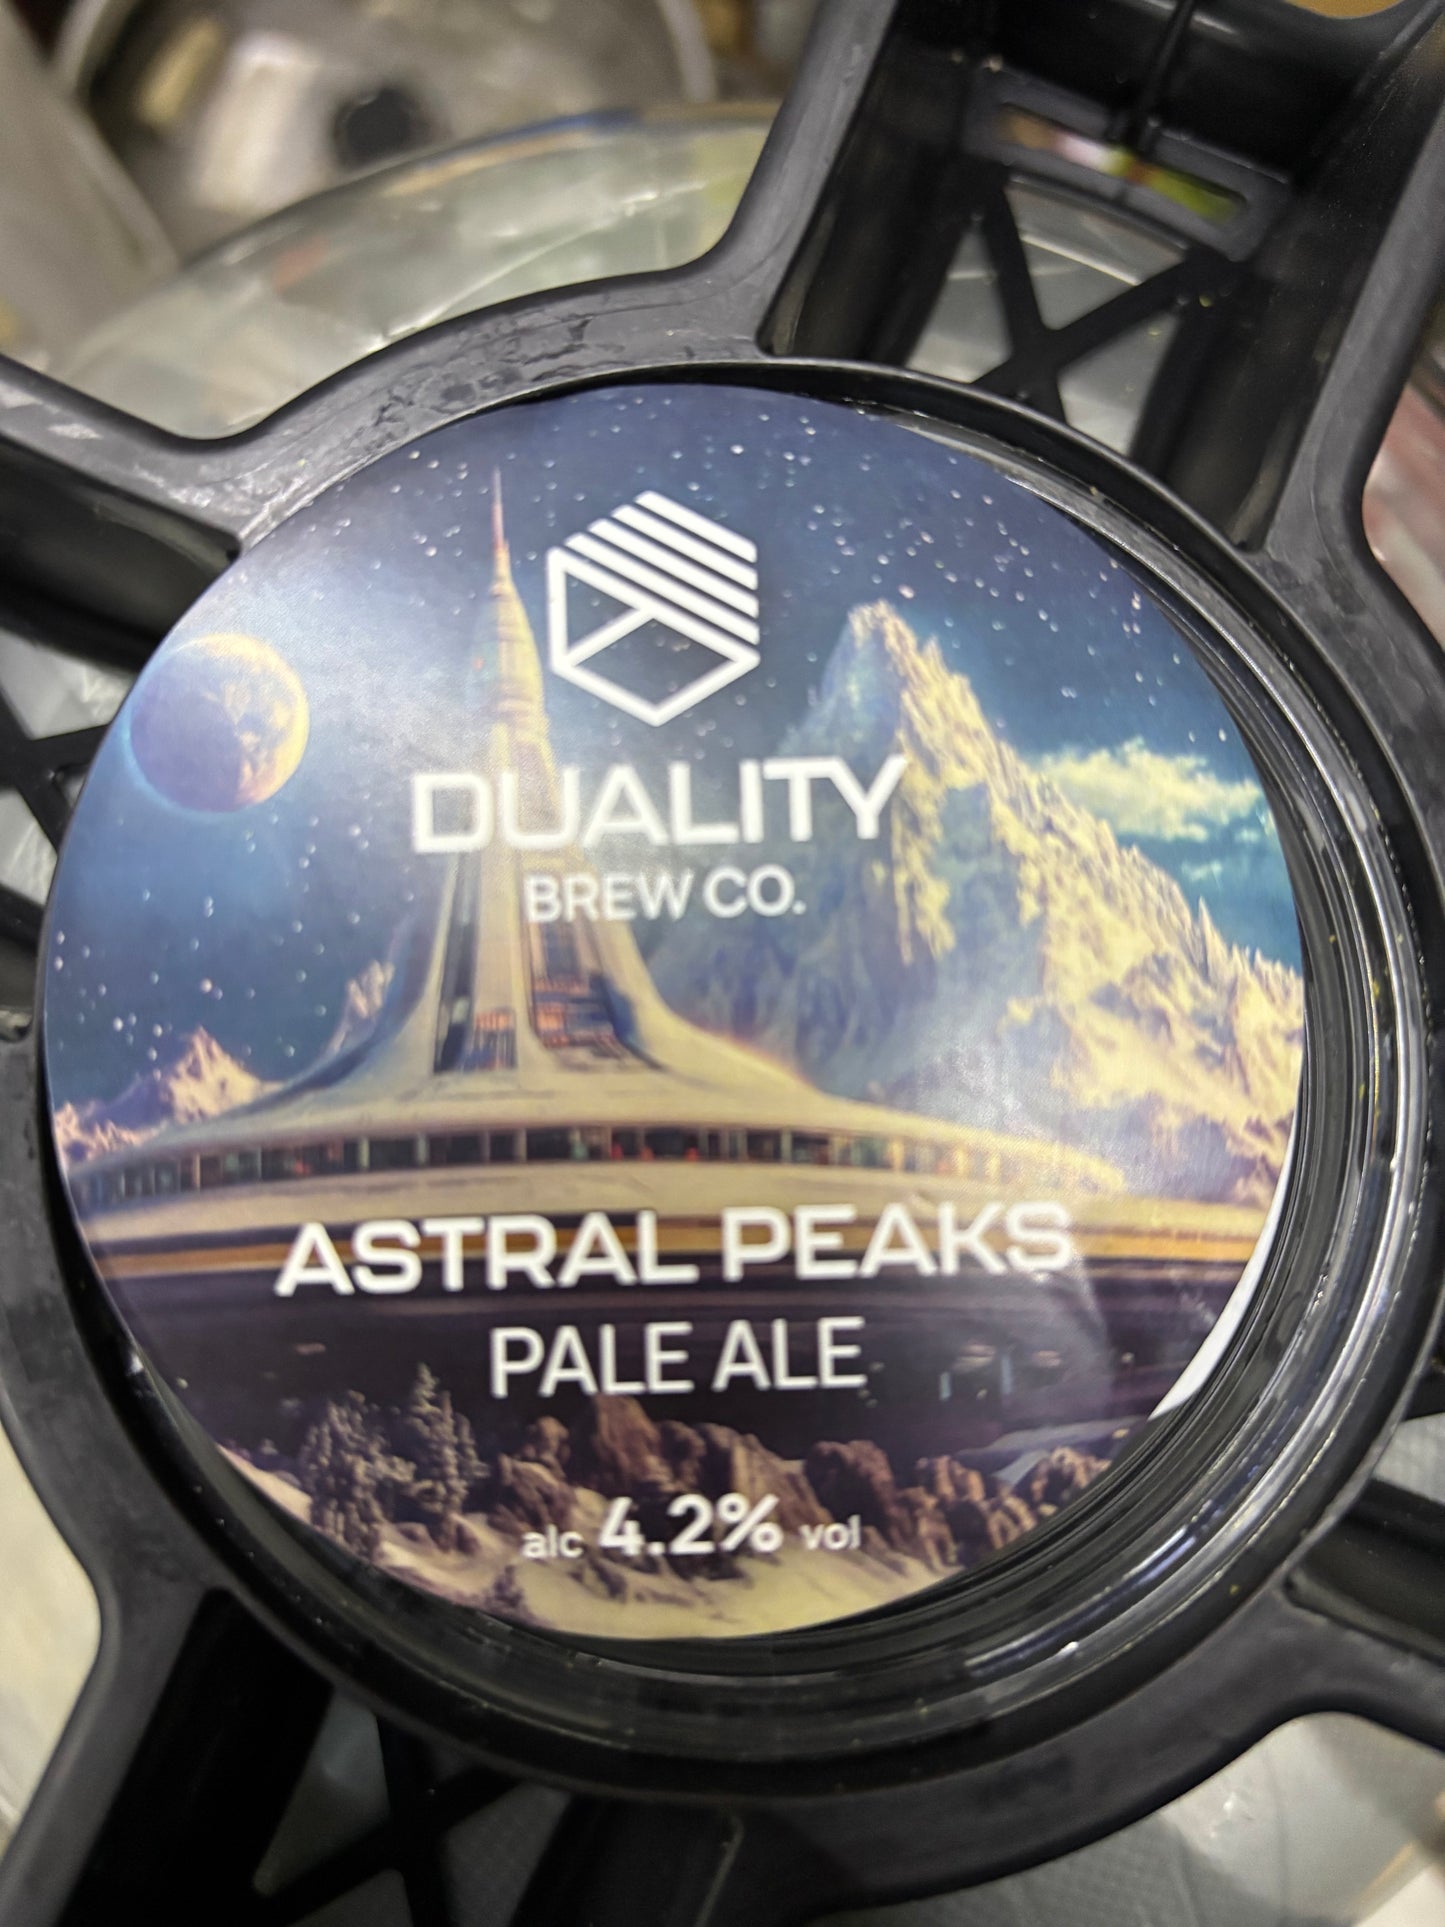 DUALITY
BREW CO.
ASTRAL PEAKS
PALE ALE
alc 4.2% vol